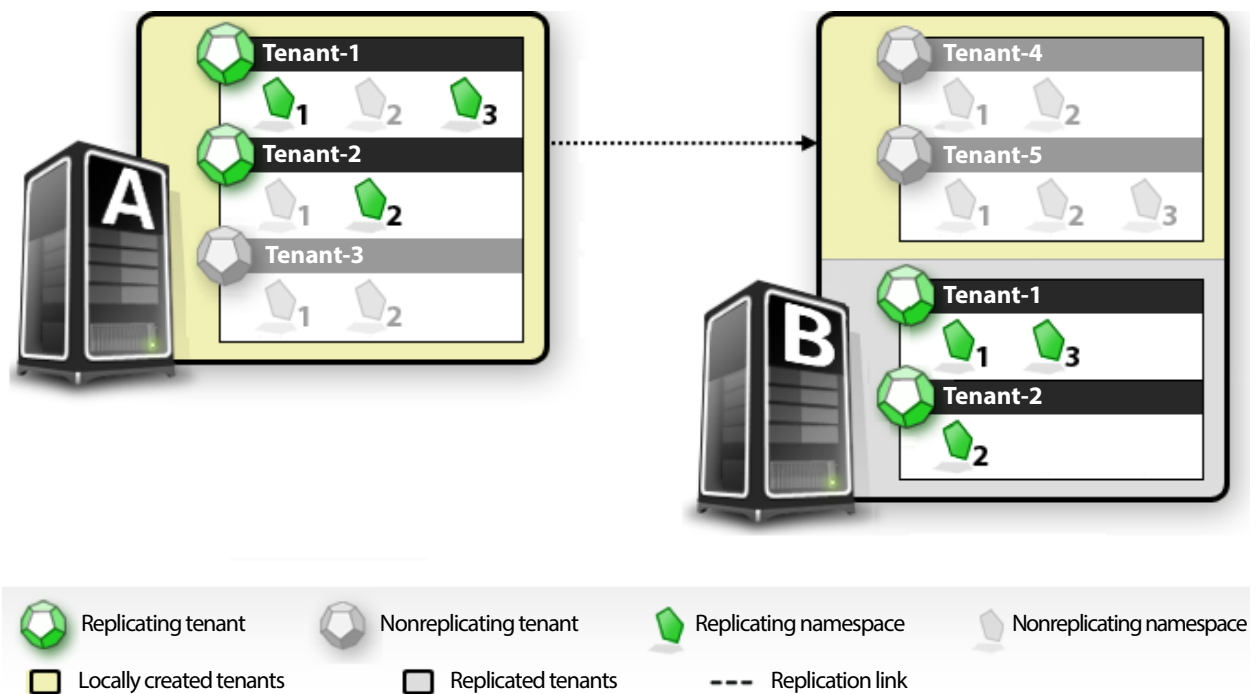 A
Tenant-1
1 2 3
Tenant-2
1 2
Tenant-3
1 2
B
Tenant-4
1 2
Tenant-5
1 2 3
Tenant-1
1 3
Tenant-2
2
Replicating tenant Nonreplicating tenant Replicating namespace Nonreplicating namespace
Locally created tenants Replicated tenants Replication link